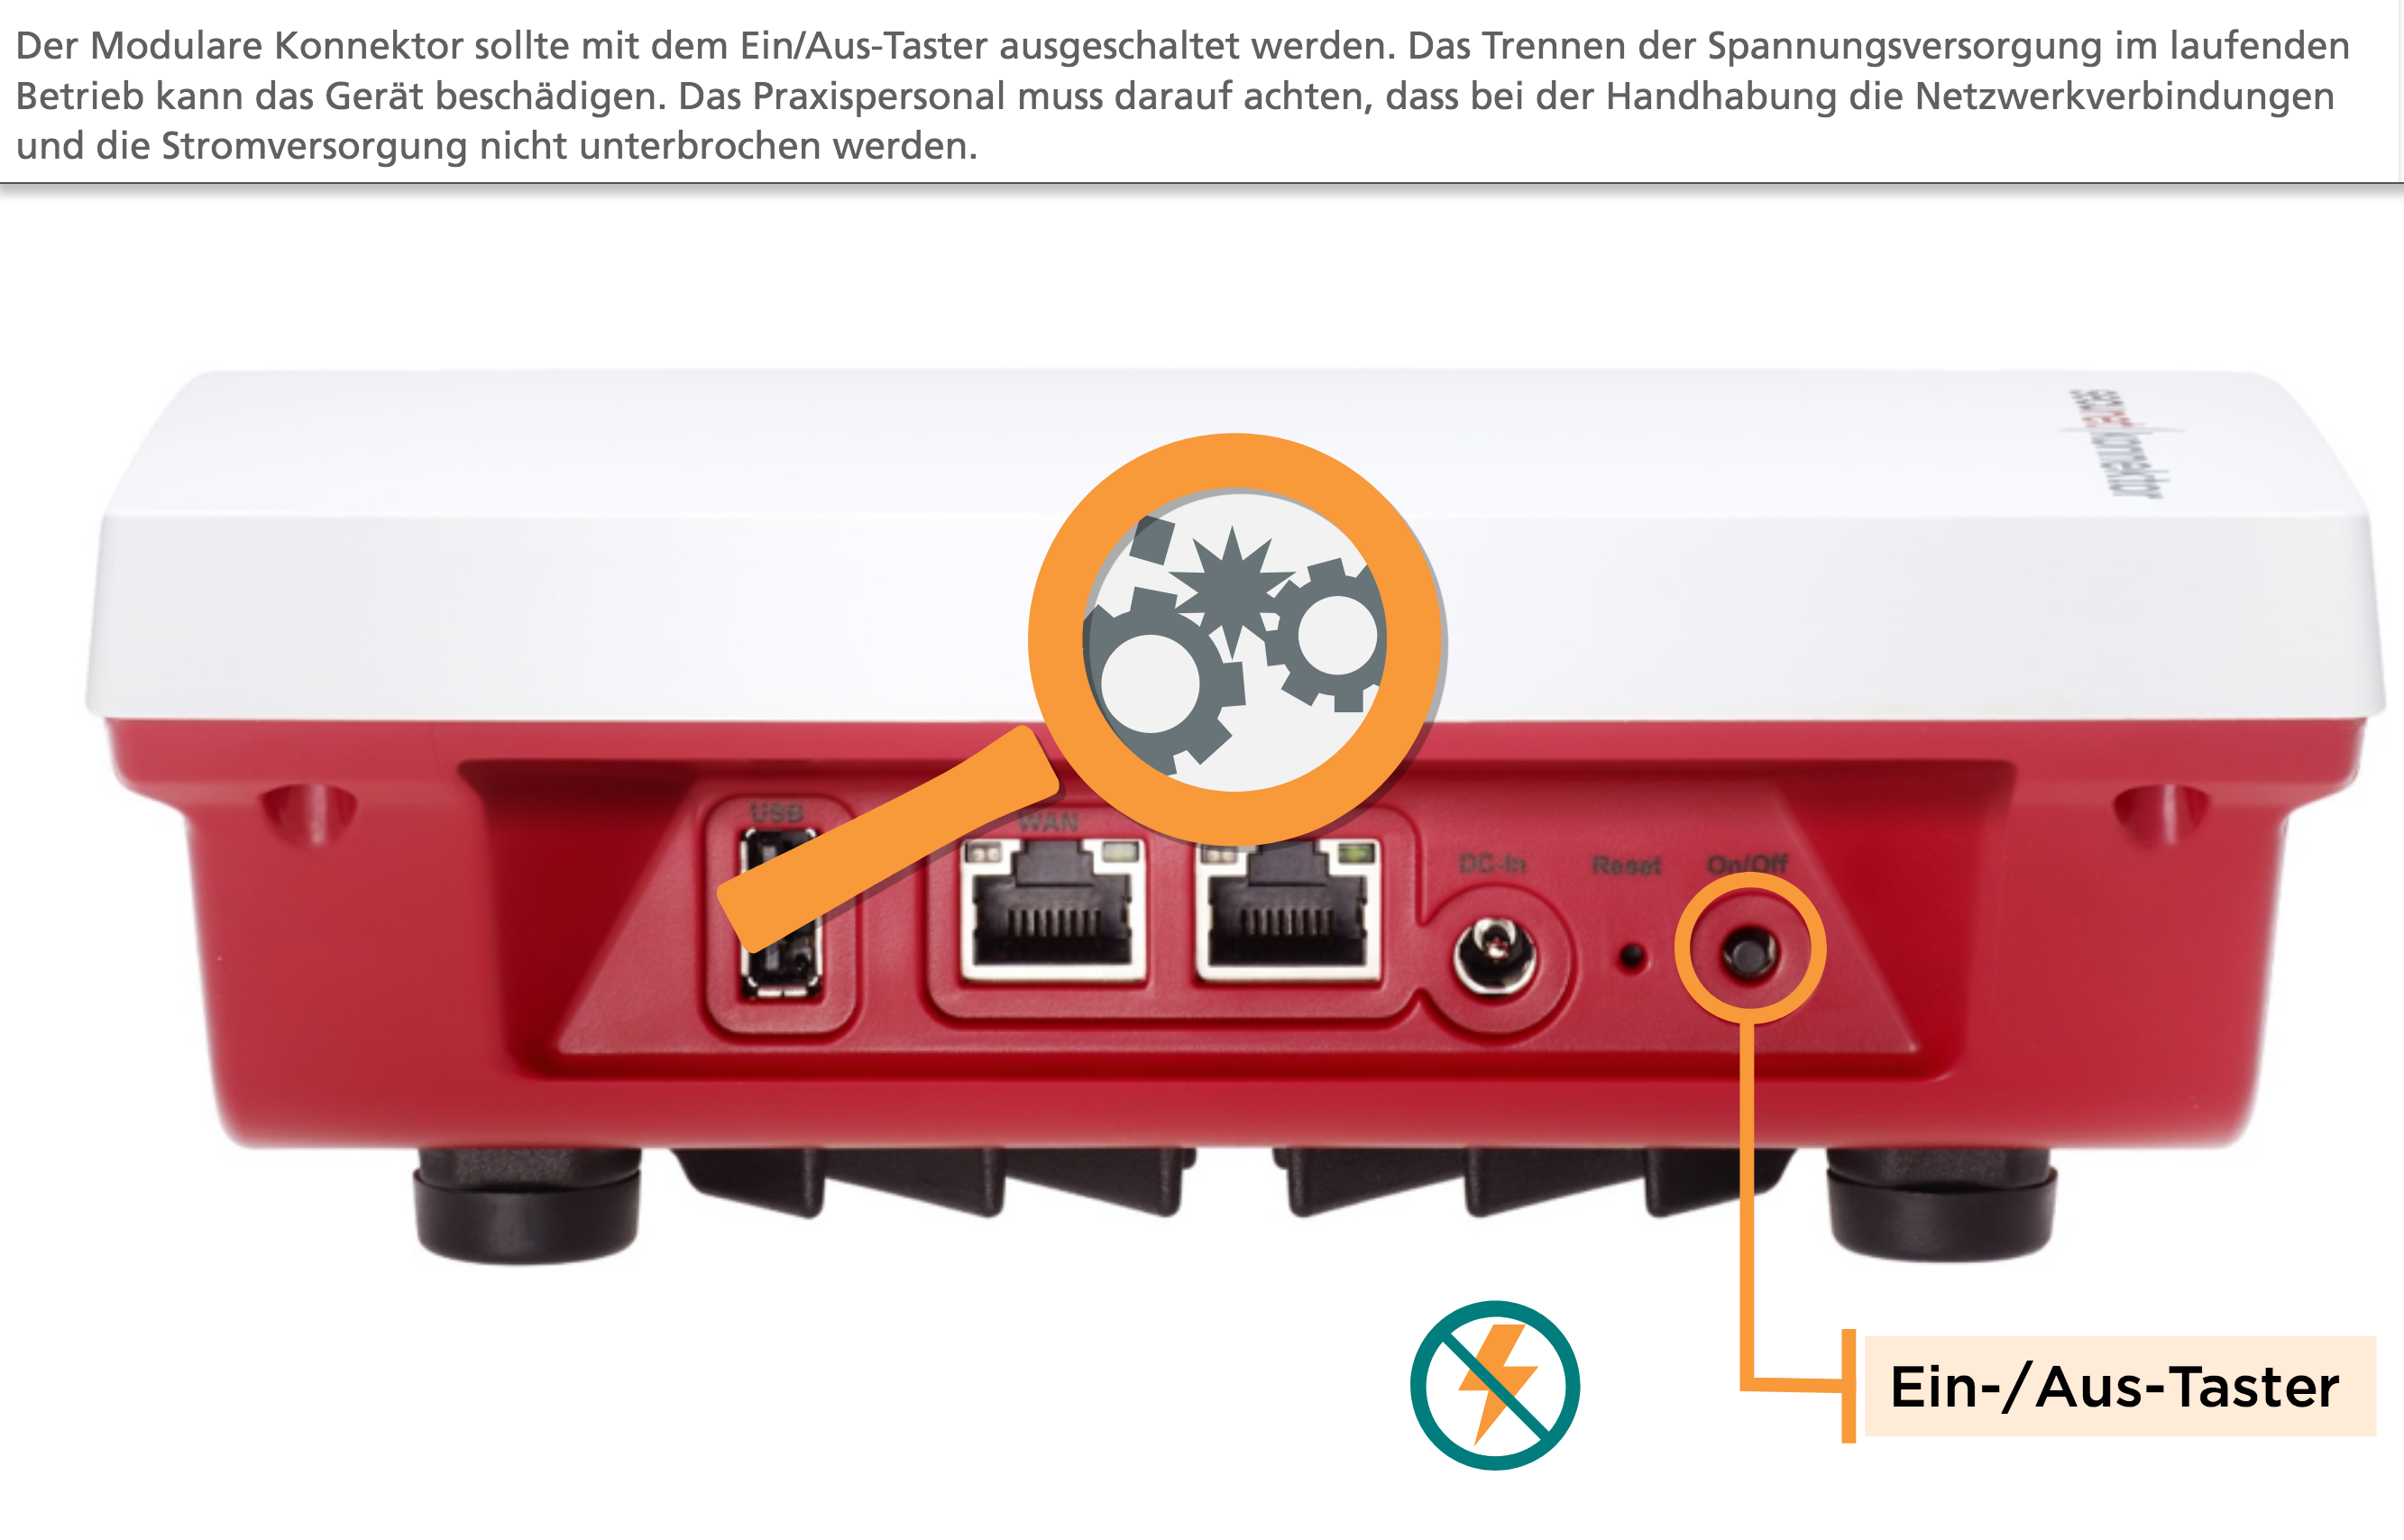 Der Modulare Konnektor sollte mit dem Ein/Aus-Taster ausgeschaltet werden. Das Trennen der Spannungsversorgung im laufenden
Betrieb kann das Gerät beschädigen. Das Praxispersonal muss darauf achten, dass bei der Handhabung die Netzwerkverbindungen
und die Stromversorgung nicht unterbrochen werden.
secunet konnektor
USB
WAN
DC-In
Reset
On/Off
Ein-/Aus-Taster